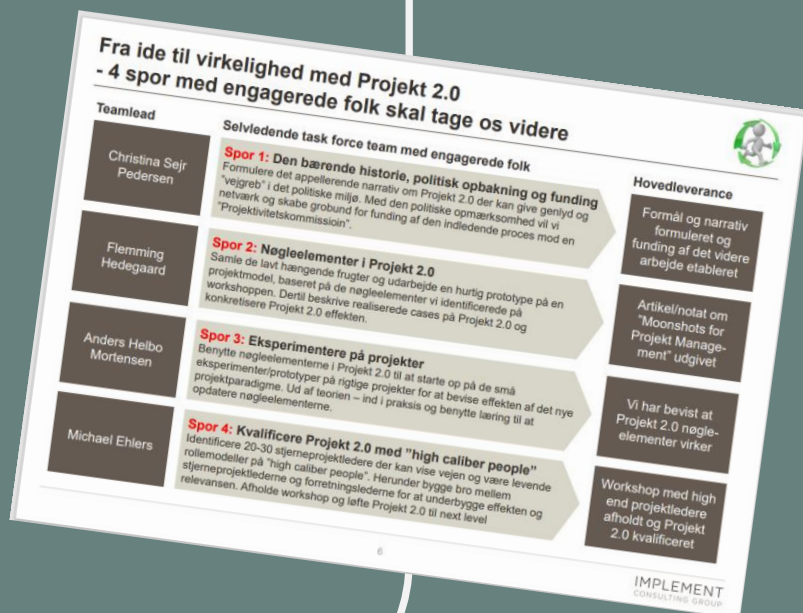 Fra ide til virkelighed med Projekt 2.0
- 4 spor med engagerede folk skal tage os videre
Teamlead
Selvledende task force team med engagerede folk
Hovedleverance
Christina Sejr
Pedersen
Spor 1: Den bærende historie, politisk opbakning og funding
Formulere det appellerende narrativ om Projekt 2.0 der kan give genlyd og
"vejgreb" i det politiske miljø. Med den politiske opmærksomhed vil vi
netværk og skabe grobund for funding af den indledende proces mod en
"Projektivitetskommissioin".
Formål og narrativ
formuleret og
funding af det videre
arbejde etableret
Flemming
Hedegaard
Spor 2: Nøgleelementer i Projekt 2.0
Samle de lavt hængende frugter og udarbejde en hurtig prototype på en
projektmodel, baseret på de nøgleelementer vi identificerede på
workshoppen. Dertil beskrive realiserede cases på Projekt 2.0 og
konkretisere Projekt 2.0 effekten.
Artikel/notat om
"Moonshots for
Projekt Manage-
ment" udgivet
Anders Helbo
Mortensen
Spor 3: Eksperimentere på projekter
Benytte nøgleelementerne i Projekt 2.0 til at starte op på de små
eksperimenter/prototyper på rigtige projekter for at bevise effekten af det nye
projektparadigme. Ud af teorien – ind i praksis og benytte læring til at
opdatere nøgleelementerne.
Vi har bevist at
Projekt 2.0 nøgle-
elementer virker
Michael Ehlers
Spor 4: Kvalificere Projekt 2.0 med "high caliber people"
Identificere 20-30 stjerneprojektledere der kan vise vejen og være levende
rollemodeller på "high caliber people". Herunder bygge bro mellem
stjerneprojektlederne og forretningslederne for at underbygge effekten og
relevansen. Afholde workshop og løfte Projekt 2.0 til next level
Workshop med high
end projektledere
afholdt og Projekt
2.0 kvalificeret
6
IMPLEMENT
CONSULTING GROUP